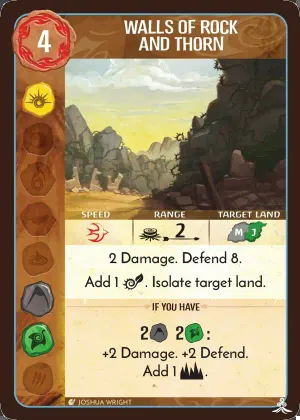 4
WALLS OF ROCK
AND THORN
SPEED
RANGE
TARGET LAND
2
M J
2 Damage. Defend 8.
Add 1 . Isolate target land.
IF YOU HAVE
2 2 :
+2 Damage. +2 Defend.
Add 1 .
JOSHUA WRIGHT